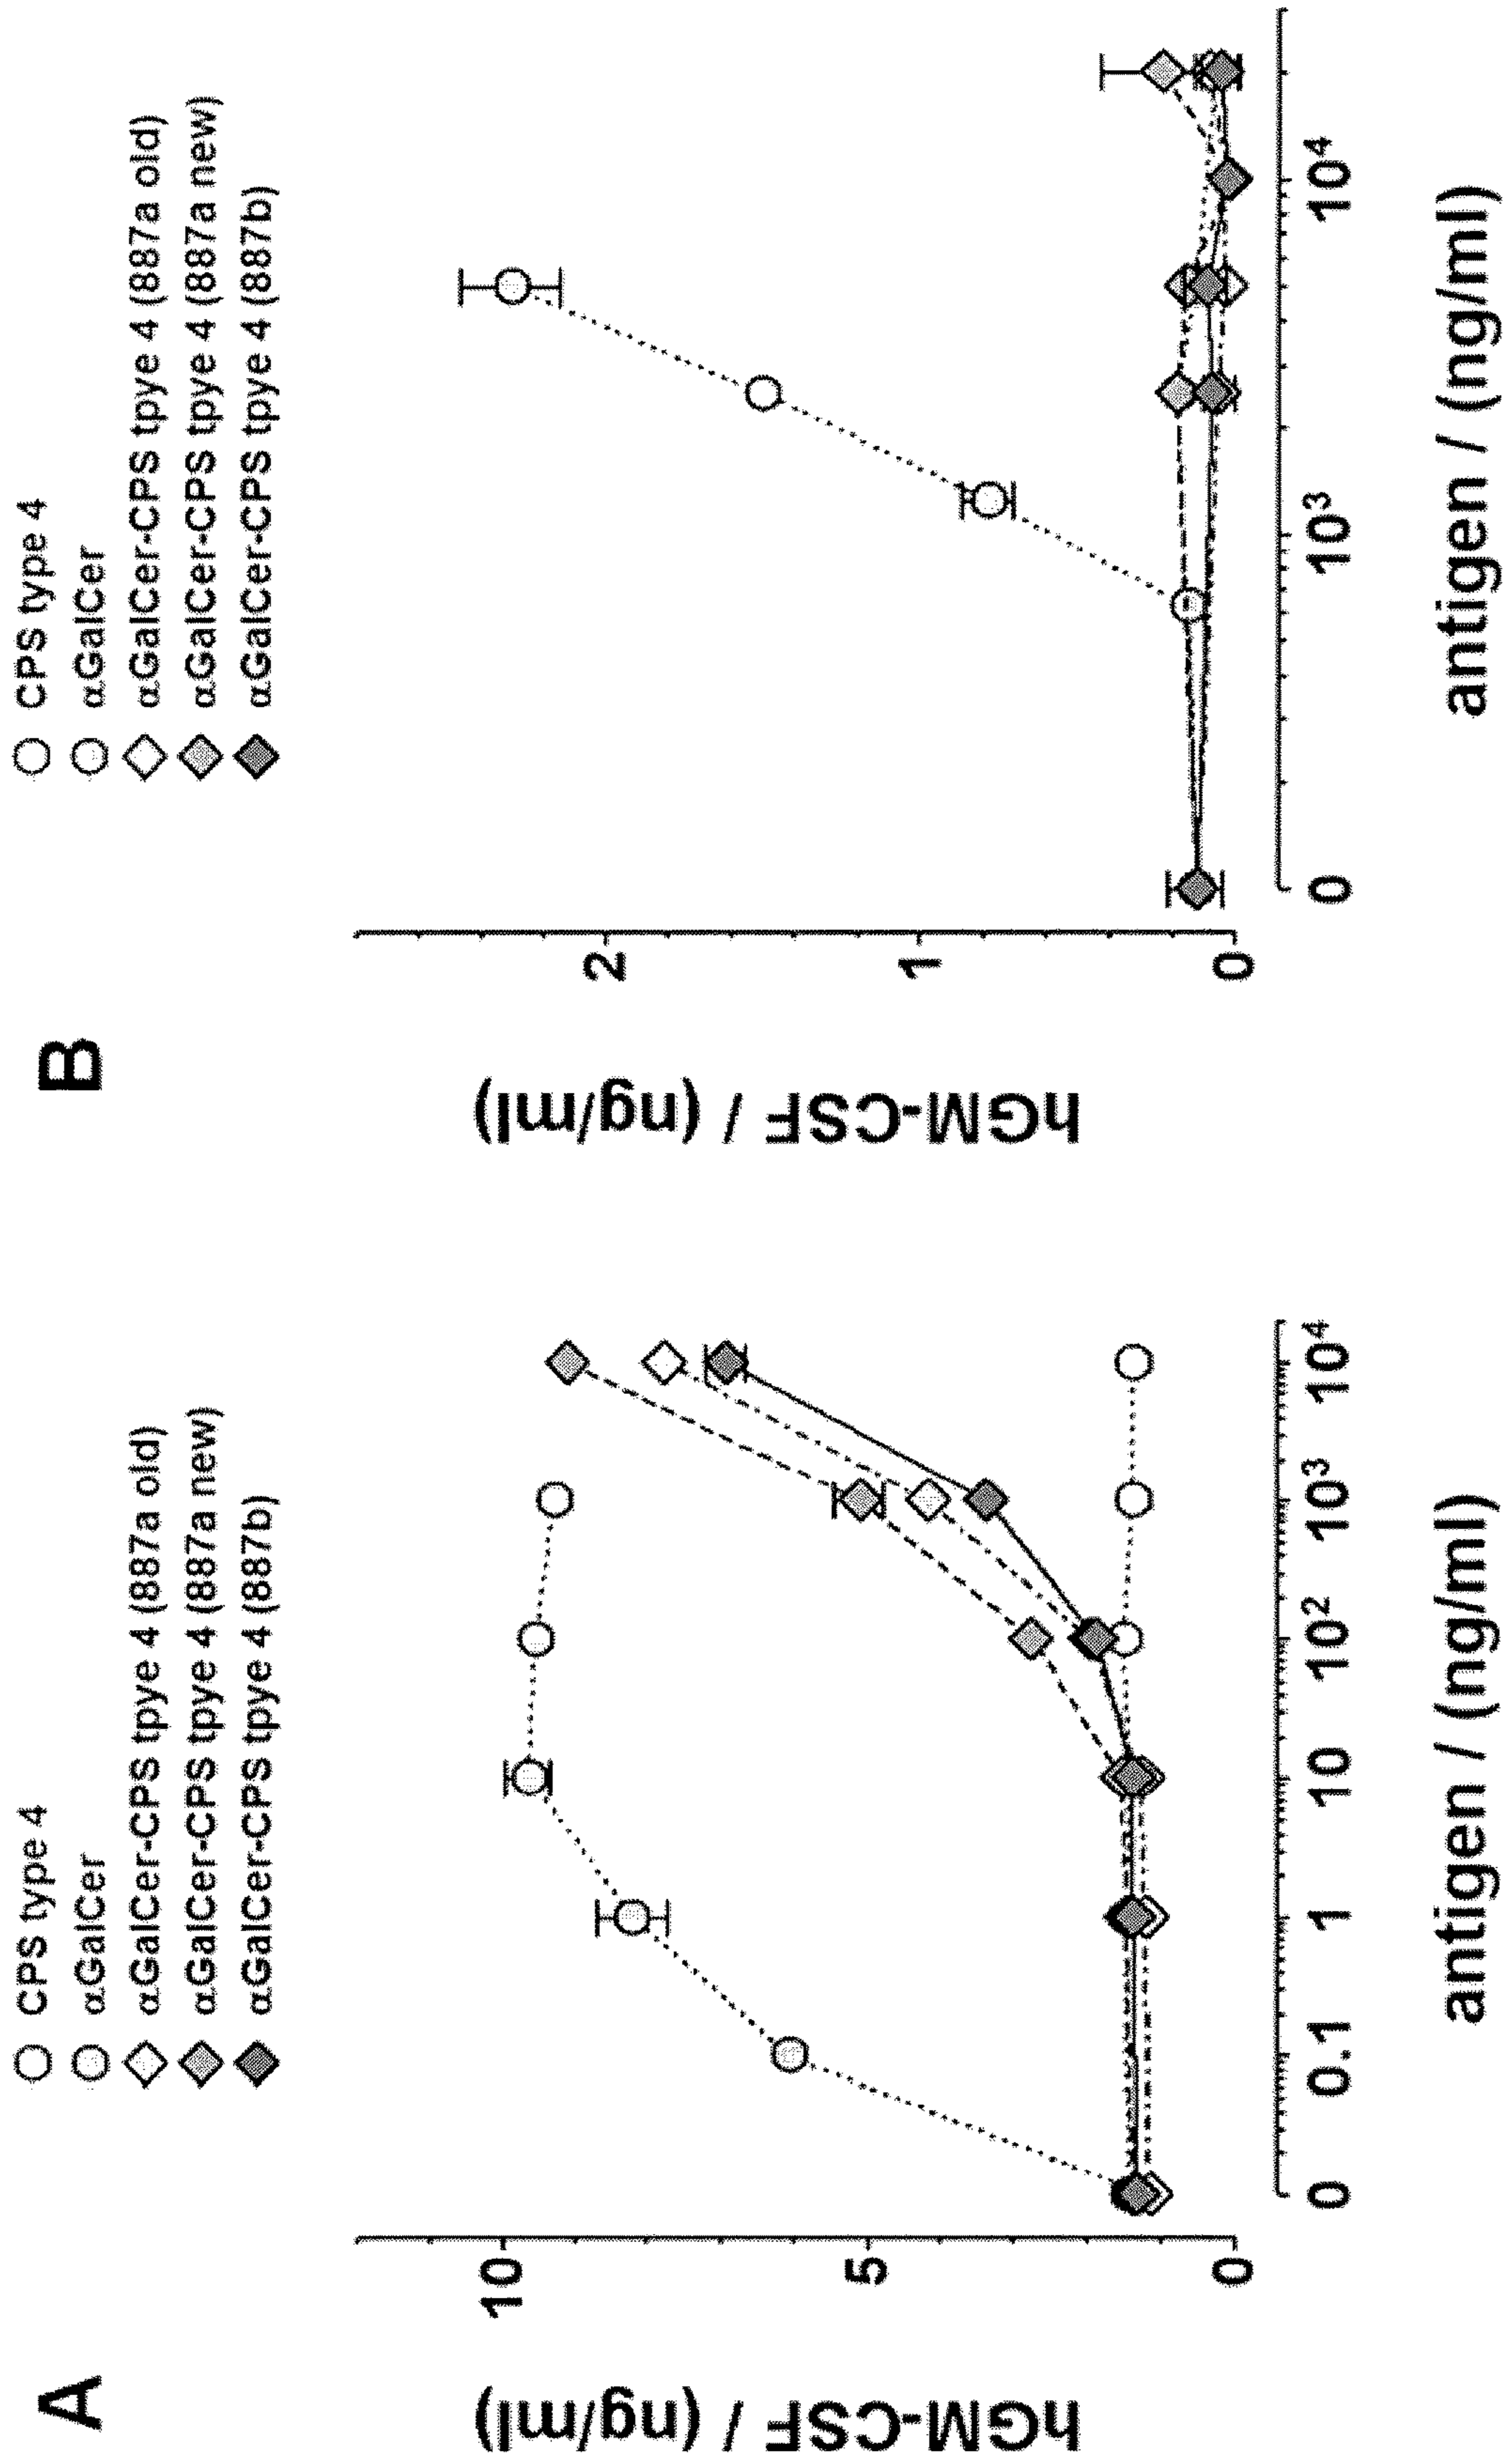 A
CPS type 4
αGalCer
αGalCer-CPS tpye 4 (887a old)
αGalCer-CPS tpye 4 (887a new)
αGalCer-CPS tpye 4 (887b)
hGM-CSF / (ng/ml)
10
5
0
0 0.1 1 10 10² 10³ 10⁴
antigen / (ng/ml)
B
CPS type 4
αGalCer
αGalCer-CPS tpye 4 (887a old)
αGalCer-CPS tpye 4 (887a new)
αGalCer-CPS tpye 4 (887b)
hGM-CSF / (ng/ml)
2
1
0
0 10³ 10⁴
antigen / (ng/ml)